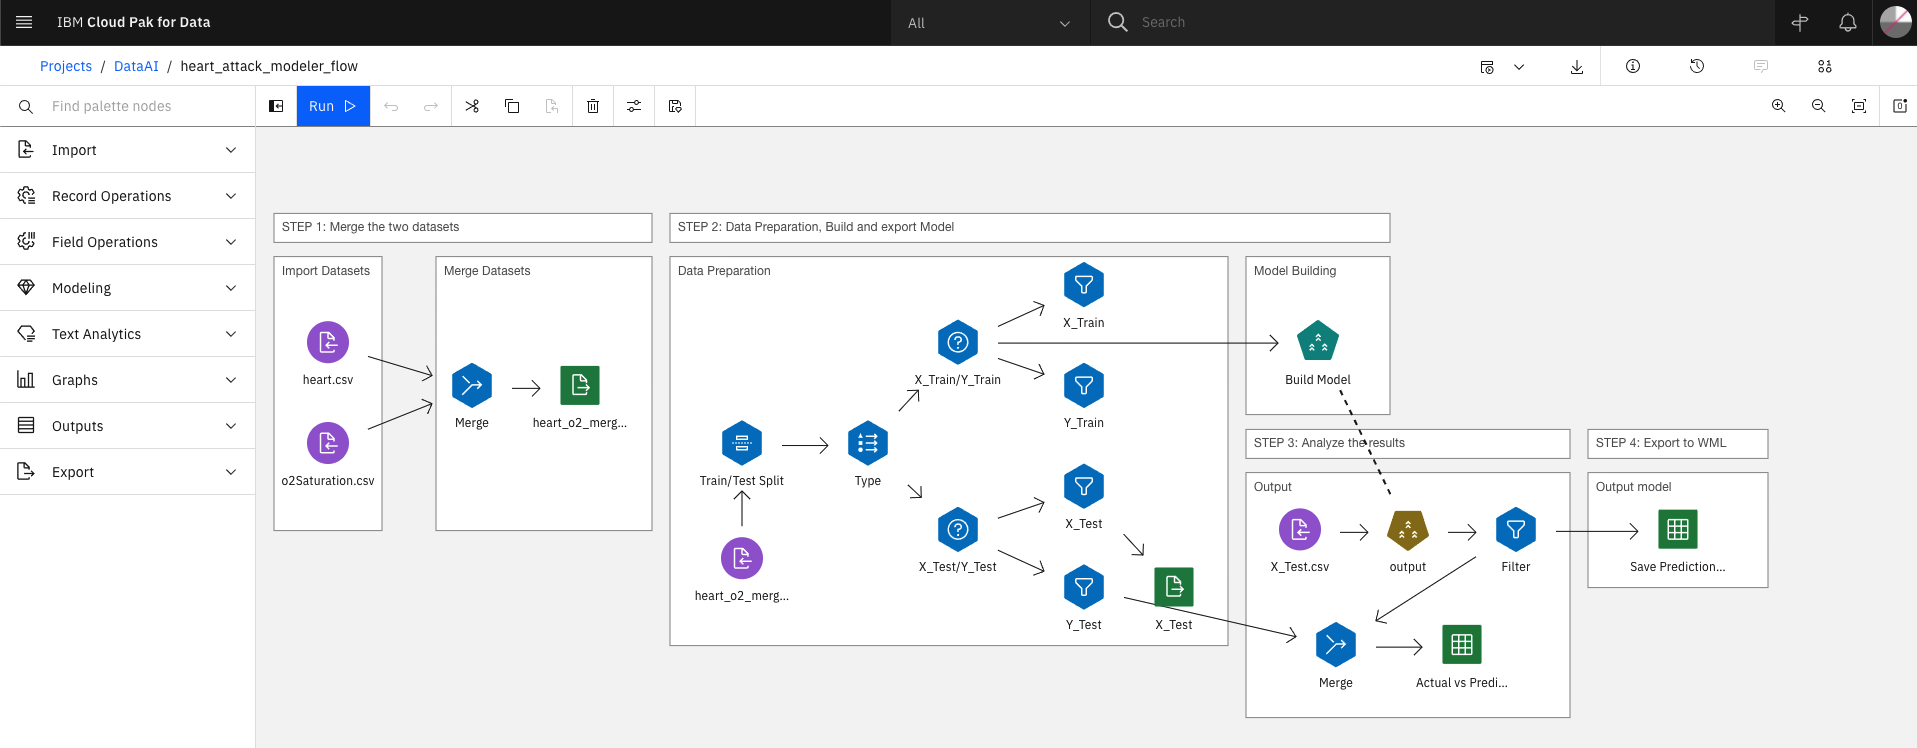 IBM Cloud Pak for Data
All
Search
Projects / DataAI / heart_attack_modeler_flow
Find palette nodes
Run
Import
Record Operations
Field Operations
Modeling
Text Analytics
Graphs
Outputs
Export
STEP 1: Merge the two datasets
Import Datasets
heart.csv
o2Saturation.csv
Merge Datasets
Merge
heart_o2_merg...
STEP 2: Data Preparation, Build and export Model
Data Preparation
X_Train
X_Train/Y_Train
Y_Train
Train/Test Split
Type
X_Test
X_Test/Y_Test
heart_o2_merg...
Y_Test
X_Test
Model Building
Build Model
STEP 3: Analyze the results
Output
X_Test.csv
output
Filter
Merge
Actual vs Predi...
STEP 4: Export to WML
Output model
Save Prediction...